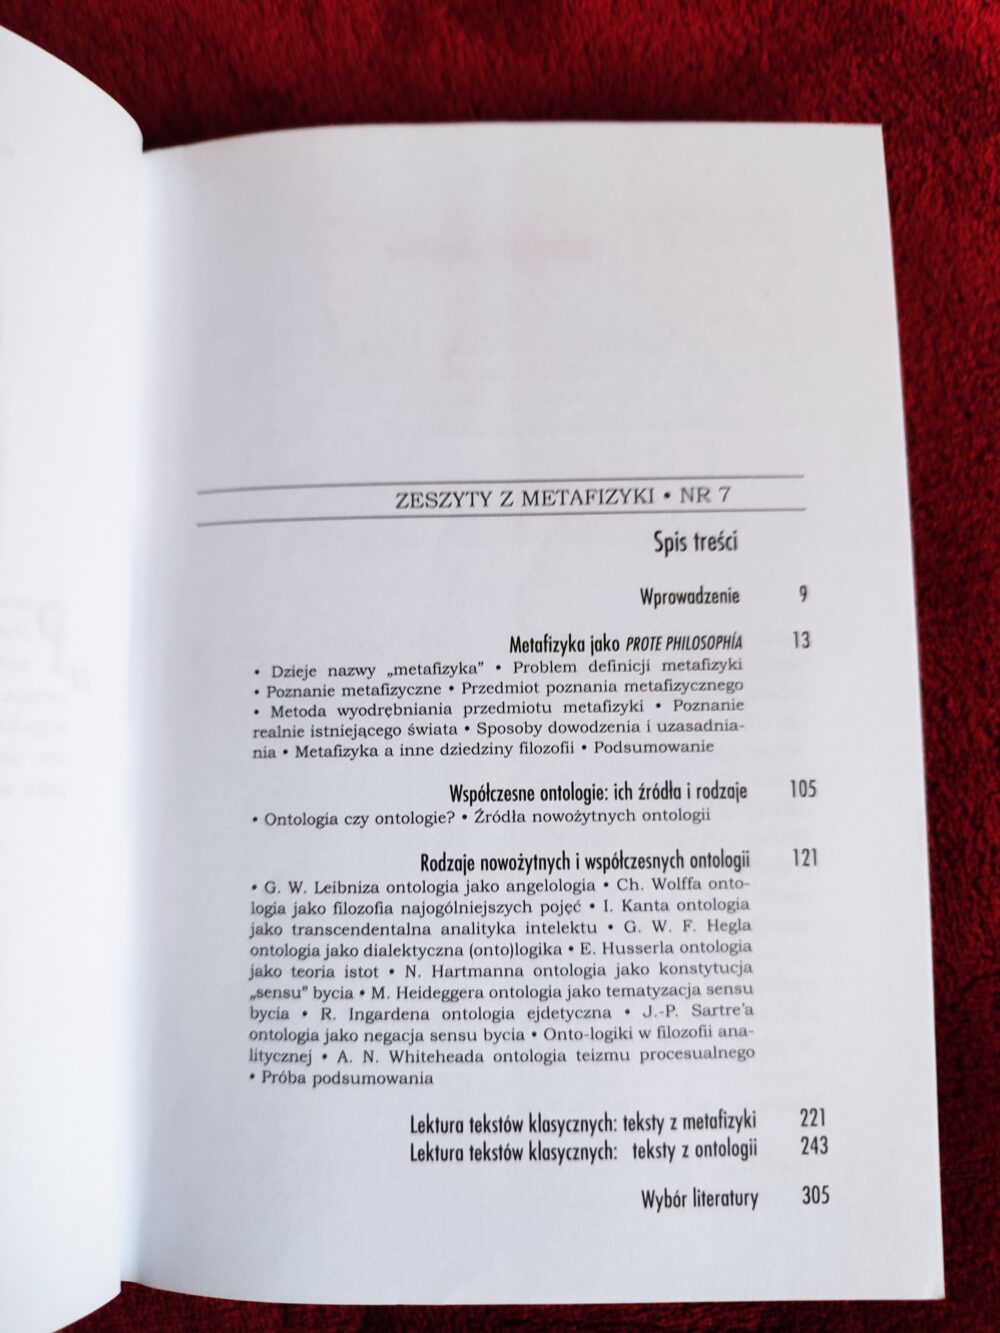 ZESZYTY Z METAFIZYKI • NR 7
Spis treści
Wprowadzenie 9
Metafizyka jako PROTE PHILOSOPHÍA 13
• Dzieje nazwy „metafizyka” • Problem definicji metafizyki
• Poznanie metafizyczne • Przedmiot poznania metafizycznego
• Metoda wyodrębniania przedmiotu metafizyki • Poznanie
realnie istniejącego świata • Sposoby dowodzenia i uzasadnia-
nia • Metafizyka a inne dziedziny filozofii • Podsumowanie
Współczesne ontologie: ich źródła i rodzaje 105
• Ontologia czy ontologie? • Źródła nowożytnych ontologii
Rodzaje nowożytnych i współczesnych ontologii 121
• G. W. Leibniza ontologia jako angelologia • Ch. Wolffa onto-
logia jako filozofia najogólniejszych pojęć • I. Kanta ontologia
jako transcendentalna analityka intelektu • G. W. F. Hegla
ontologia jako dialektyczna (onto)logika • E. Husserla ontologia
jako teoria istot • N. Hartmanna ontologia jako konstytucja
„sensu” bycia • M. Heideggera ontologia jako tematyzacja sensu
bycia • R. Ingardena ontologia ejdetyczna • J.-P. Sartre’a
ontologia jako negacja sensu bycia • Onto-logiki w filozofii ana-
litycznej • A. N. Whiteheada ontologia teizmu procesualnego
• Próba podsumowania
Lektura tekstów klasycznych: teksty z metafizyki 221
Lektura tekstów klasycznych: teksty z ontologii 243
Wybór literatury 305